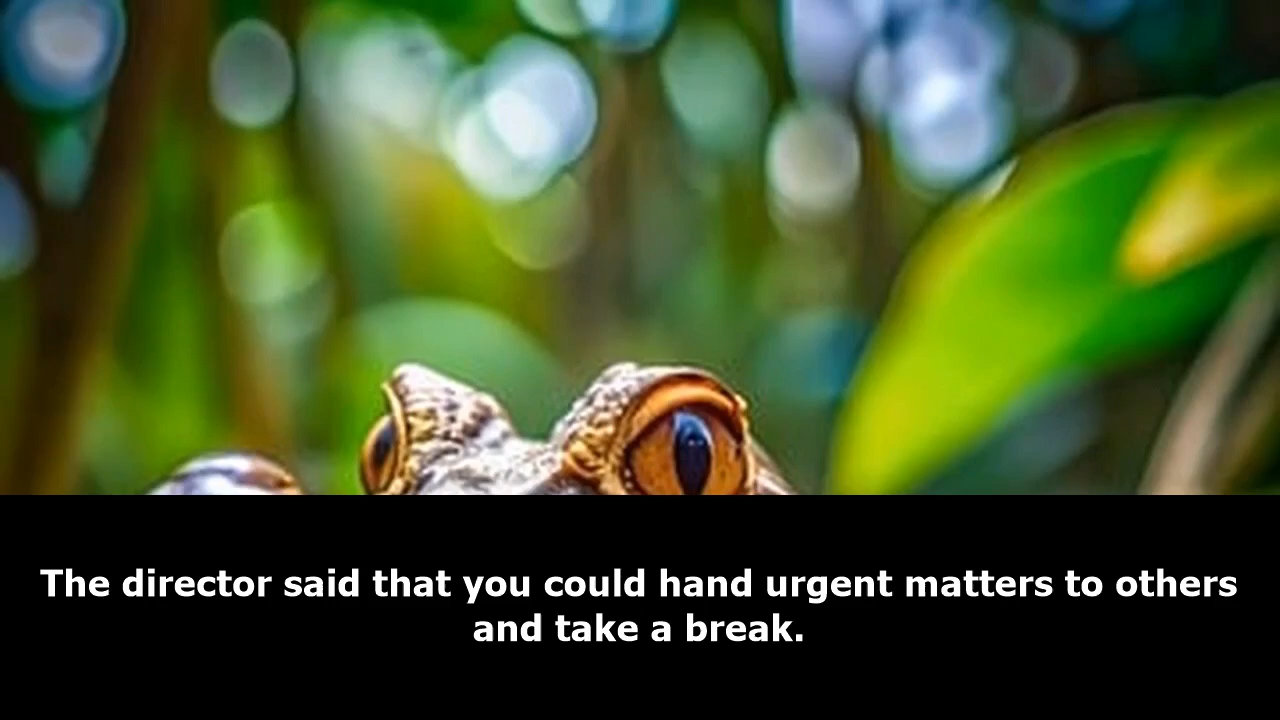 The director said that you could hand urgent matters to others
and take a break.